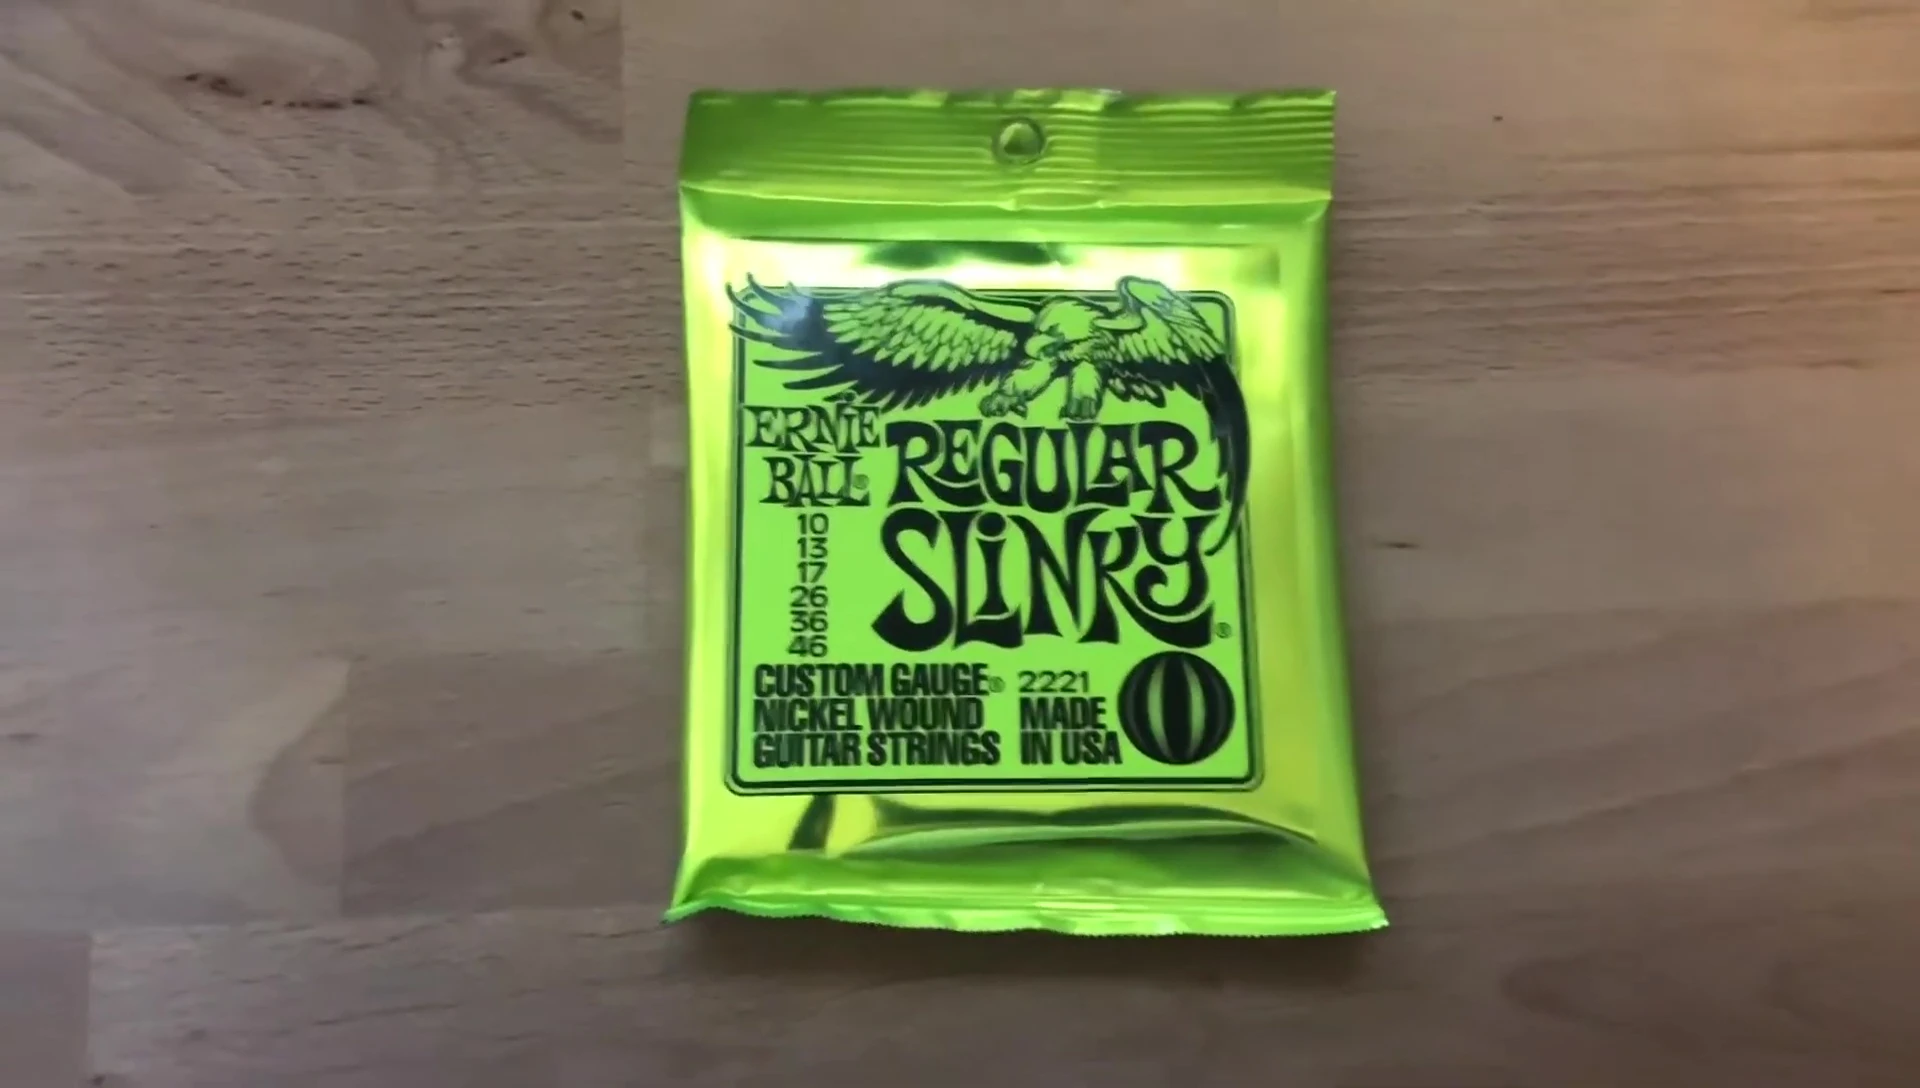 ERNIE
BALL®
REGULAR
SLINKY®
10
13
17
26
36
46
CUSTOM GAUGE®
NICKEL WOUND
GUITAR STRINGS
2221
MADE
IN USA